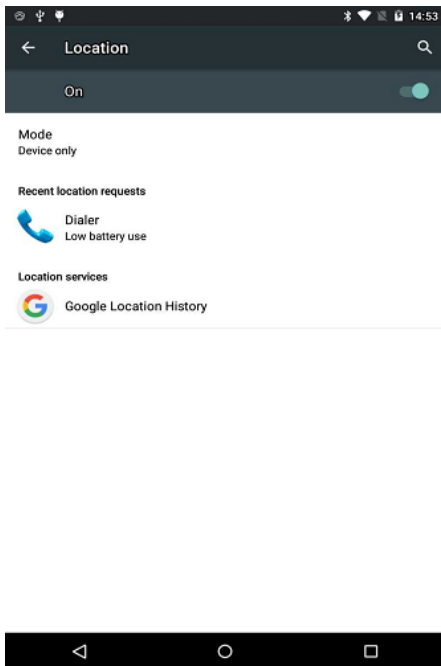 14:53
Location
On
Mode
Device only
Recent location requests
Dialer
Low battery use
Location services
Google Location History